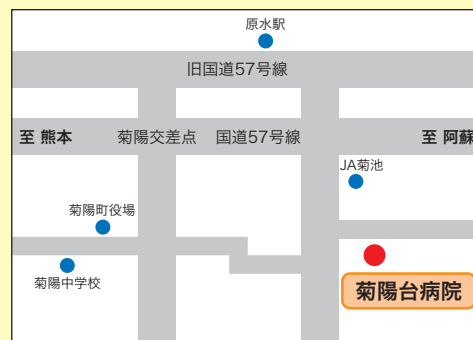 原水駅
旧国道57号線
至 熊本
菊陽交差点
国道57号線
至 阿蘇
JA菊池
菊陽町役場
菊陽中学校
菊陽台病院